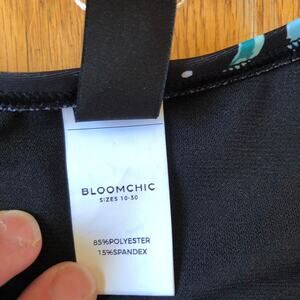 BLOOMCHIC
SIZES 10-30
85%POLYESTER
15%SPANDEX